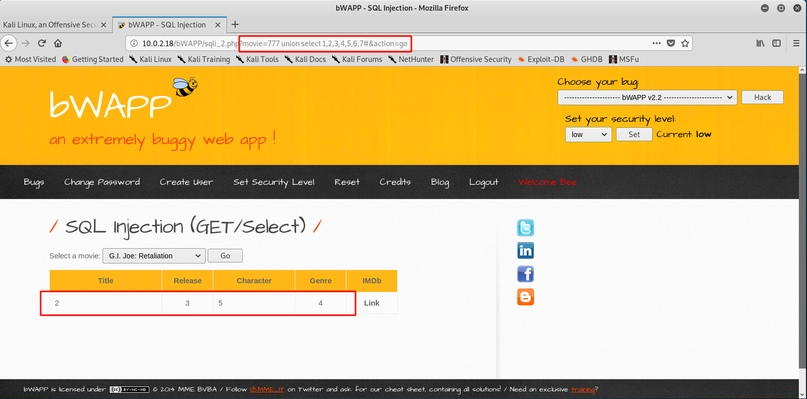 bWAPP - SQL Injection - Mozilla Firefox
Kali Linux, an Offensive Sec
bWAPP - SQL Injection
10.0.2.18/bWAPP/sqli_2.php?movie=777 union select 1,2,3,4,5,6,7#&action=go
Most Visited Getting Started Kali Linux Kali Training Kali Tools Kali Docs Kali Forums NetHunter Offensive Security Exploit-DB GHDB MSFu
Choose your bug:
---------------------- bWAPP v2.2 ---------------------- Hack
bWAPP
Set your security level:
low Set Current: low
an extremely buggy web app !
Bugs Change Password Create User Set Security Level Reset Credits Blog Logout Welcome Bee
/ SQL Injection (GET/Select) /
Select a movie: G.I. Joe: Retaliation Go
Title Release Character Genre IMDb
2 3 5 4 Link
bWAPP is licensed under BY-NC-ND © 2014 MME BVBA / Follow @MME_IT on Twitter and ask for our cheat sheet, containing all solutions! / Need an exclusive training?